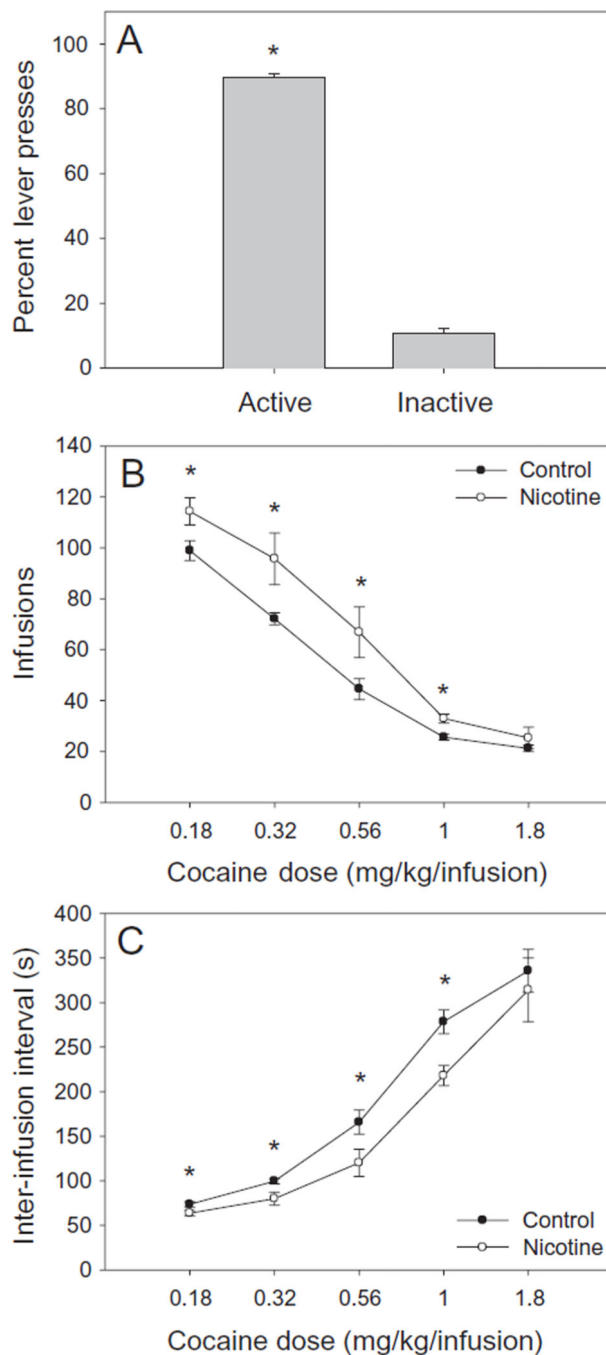 A
Percent lever presses
100
80
60
40
20
0
*
Active Inactive
B
Infusions
140
120
100
80
60
40
20
0
* * * *
Control
Nicotine
0.18 0.32 0.56 1 1.8
Cocaine dose (mg/kg/infusion)
C
Inter-infusion interval (s)
400
350
300
250
200
150
100
50
0
* * * *
Control
Nicotine
0.18 0.32 0.56 1 1.8
Cocaine dose (mg/kg/infusion)